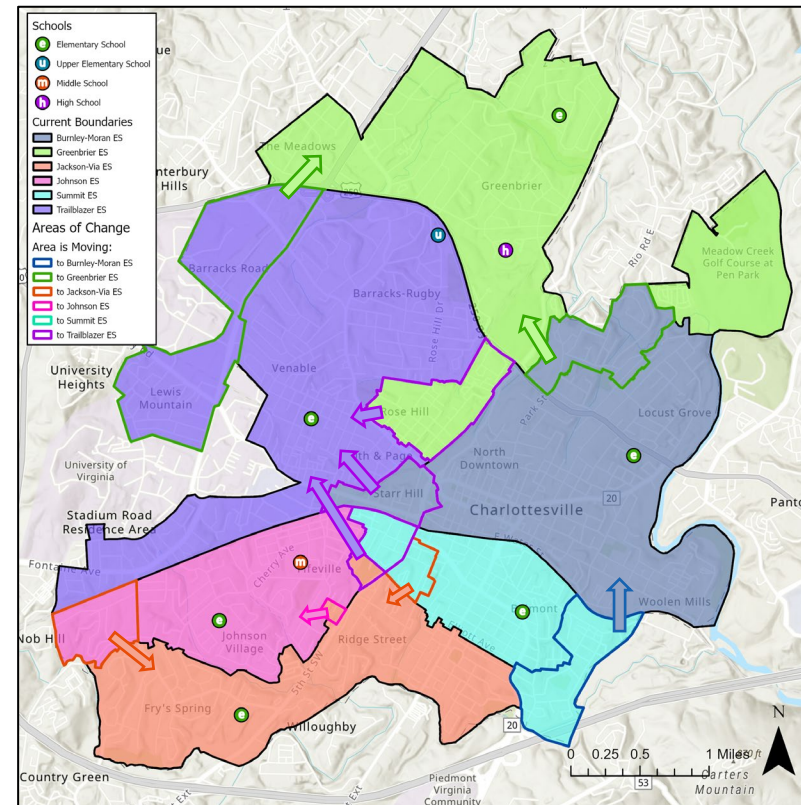 Schools
e Elementary School
u Upper Elementary School
m Middle School
h High School
Current Boundaries
Burnley-Moran ES
Greenbrier ES
Jackson-Via ES
Johnson ES
Summit ES
Trailblazer ES
Areas of Change
Area is Moving:
to Burnley-Moran ES
to Greenbrier ES
to Jackson-Via ES
to Johnson ES
to Summit ES
to Trailblazer ES
ue
The Meadows
nterbury
Hills
Greenbrier
e
250
u
h
Rio Rd E
Meadow Creek
Golf Course at
Pen Park
Barracks Road
Barracks-Rugby
Rose Hill Dr
University
Heights
Venable
Lewis
Mountain
e
Rose Hill
Park St
Locust Grove
e
North
Downtown
th & Page
University of
Virginia
Starr Hill
20
Charlottesville
Panto
Stadium Road
Residence Area
Fontaine Ave
Cherry Ave
m
Fifeville
e
Nob Hill
e
Johnson
Village
Ridge Street
Woolen Mills
5th St SW
Fry's Spring
e
Willoughby
20
N
0 0.25 0.5 1 Miles
Country Green
Piedmont
Virginia
Community
53
Carters
Mountain